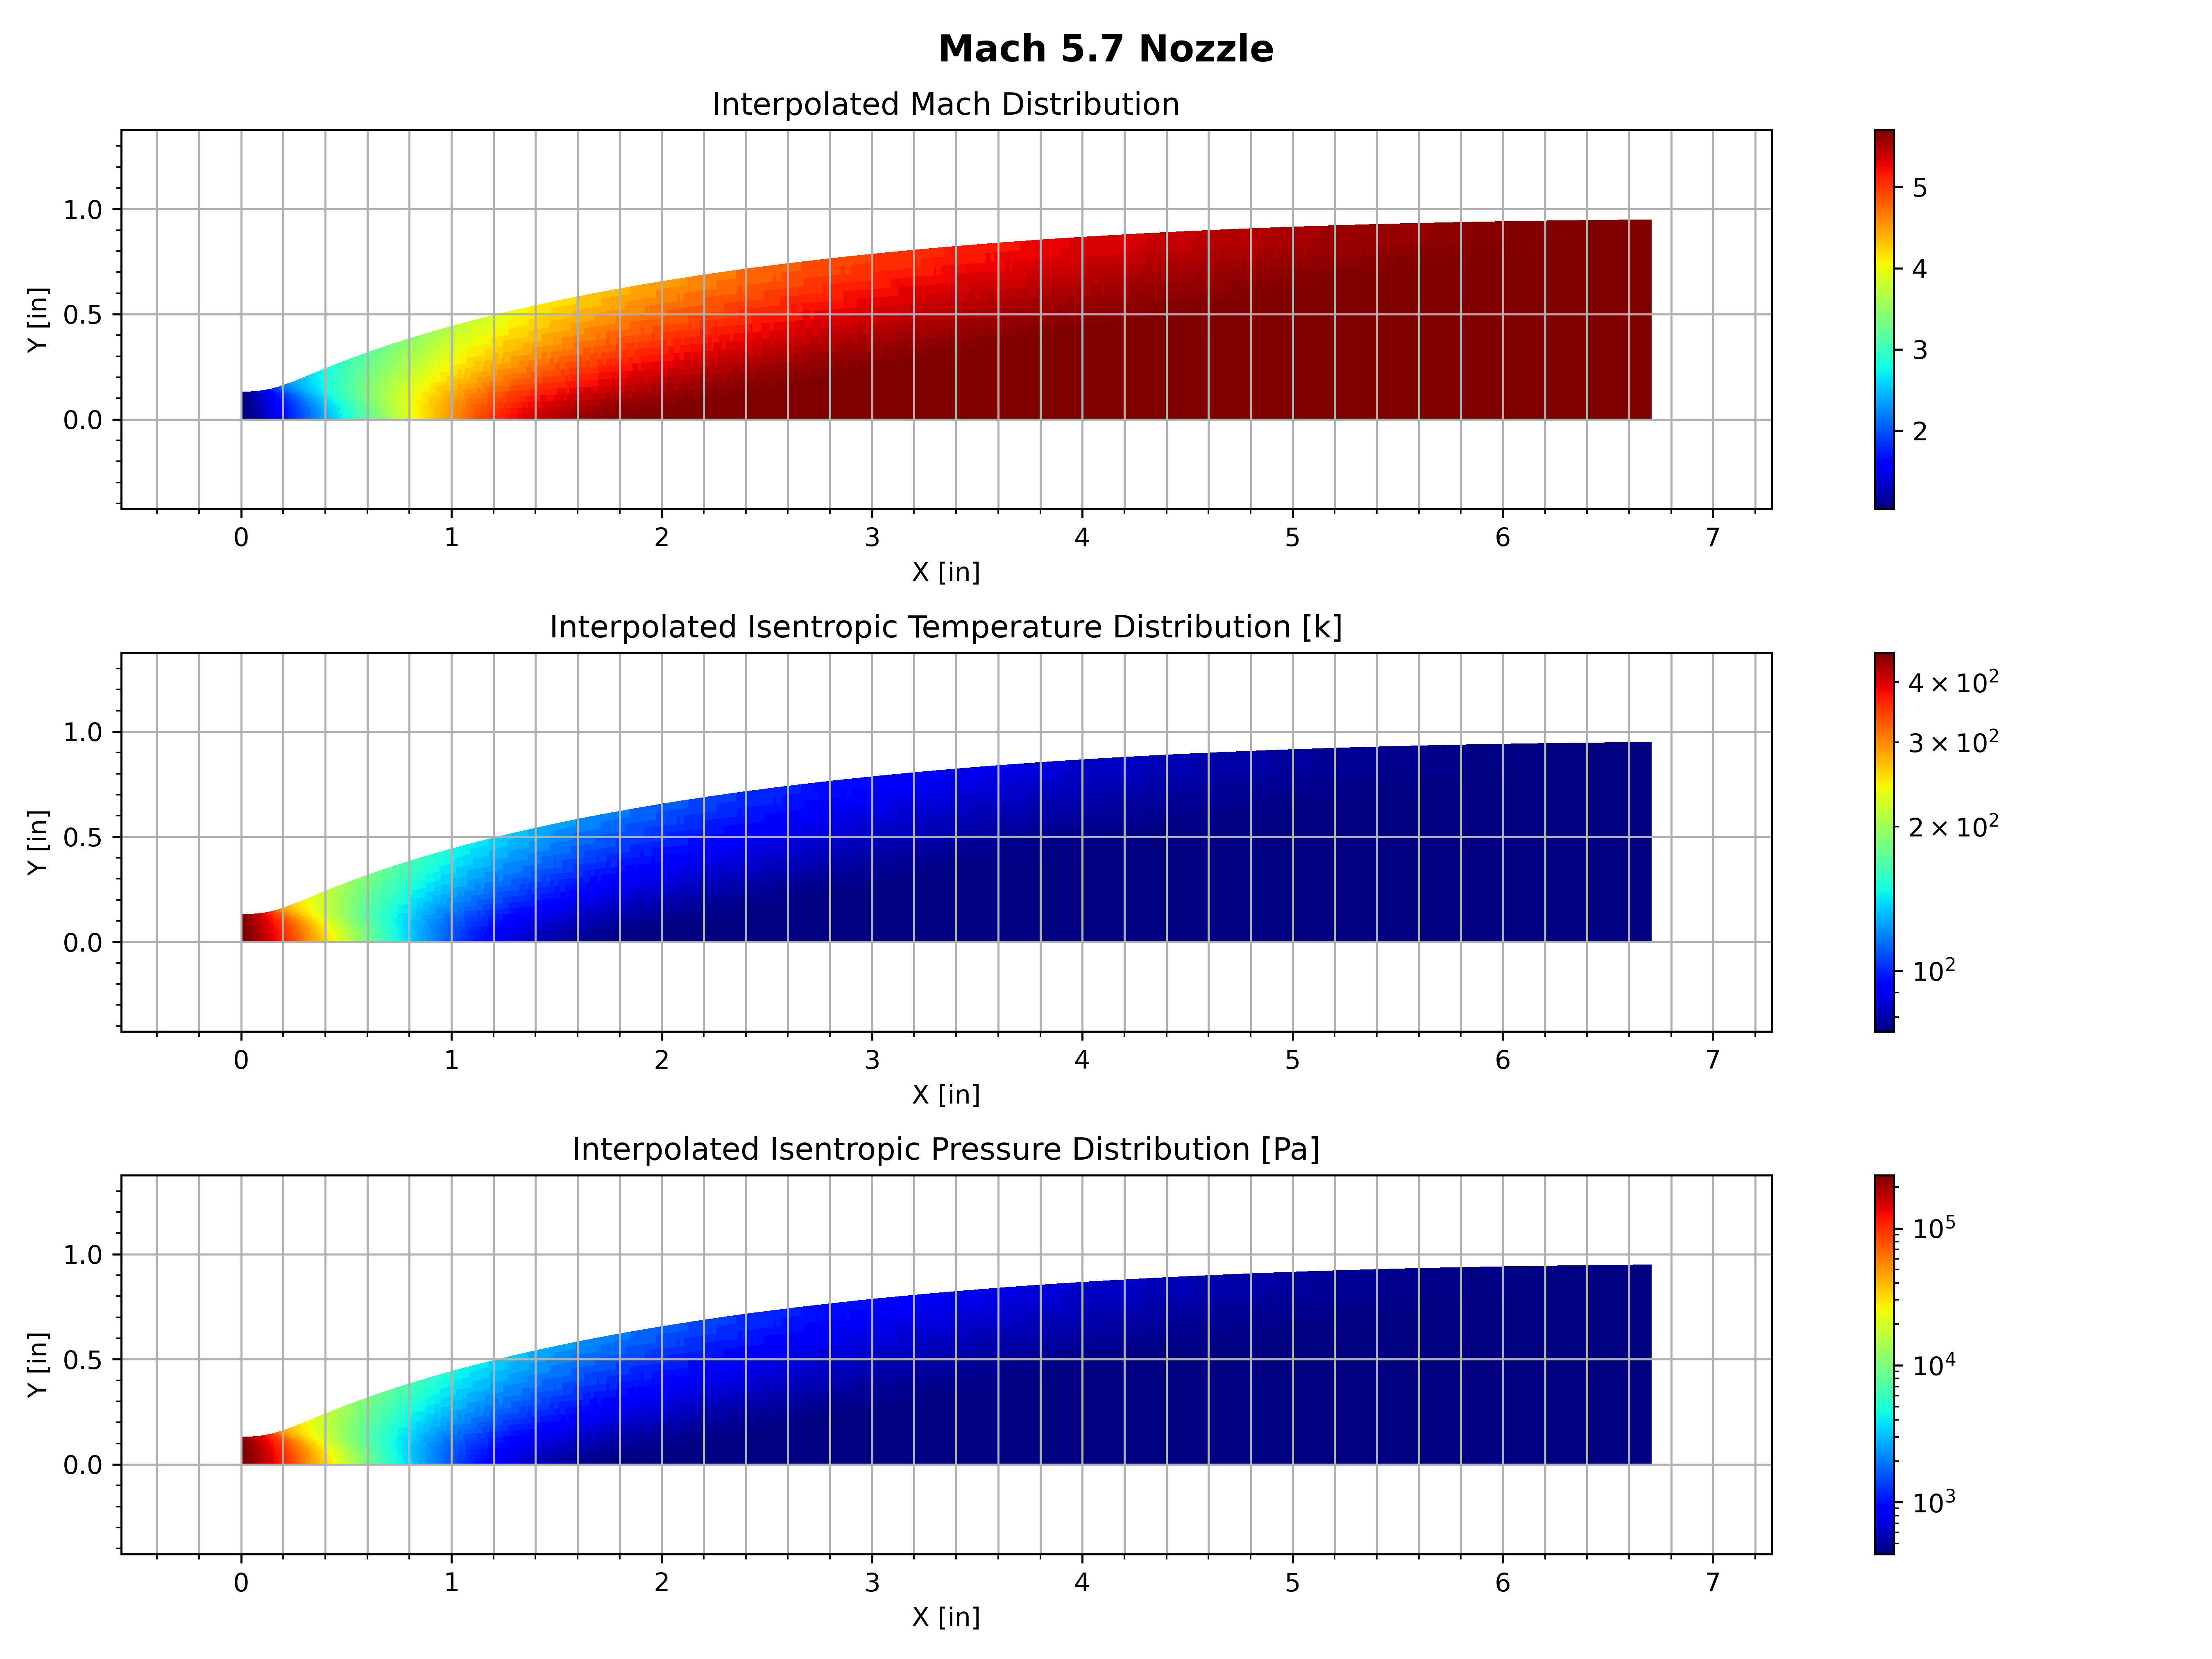 Mach 5.7 Nozzle
Interpolated Mach Distribution
Y [in]
1.0
0.5
0.0
0 1 2 3 4 5 6 7
X [in]
5
4
3
2
Interpolated Isentropic Temperature Distribution [k]
Y [in]
1.0
0.5
0.0
0 1 2 3 4 5 6 7
X [in]
4 × 10²
3 × 10²
2 × 10²
10²
Interpolated Isentropic Pressure Distribution [Pa]
Y [in]
1.0
0.5
0.0
0 1 2 3 4 5 6 7
X [in]
10⁵
10⁴
10³